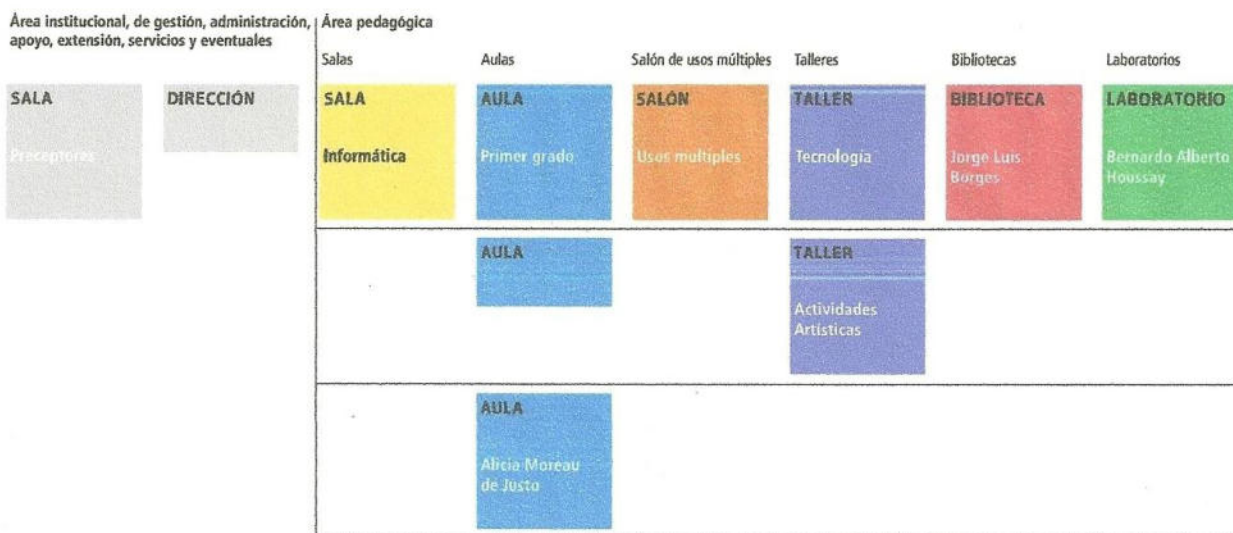 Área institucional, de gestión, administración,
apoyo, extensión, servicios y eventuales
Área pedagógica
Salas
Aulas
Salón de usos múltiples
Talleres
Bibliotecas
Laboratorios
SALA
Preceptores
DIRECCIÓN
SALA
Informática
AULA
Primer grado
SALÓN
Usos multiples
TALLER
Tecnología
BIBLIOTECA
Jorge Luis
Borges
LABORATORIO
Bernardo Alberto
Houssay
AULA
TALLER
Actividades
Artísticas
AULA
Alicia Moreau
de Justo